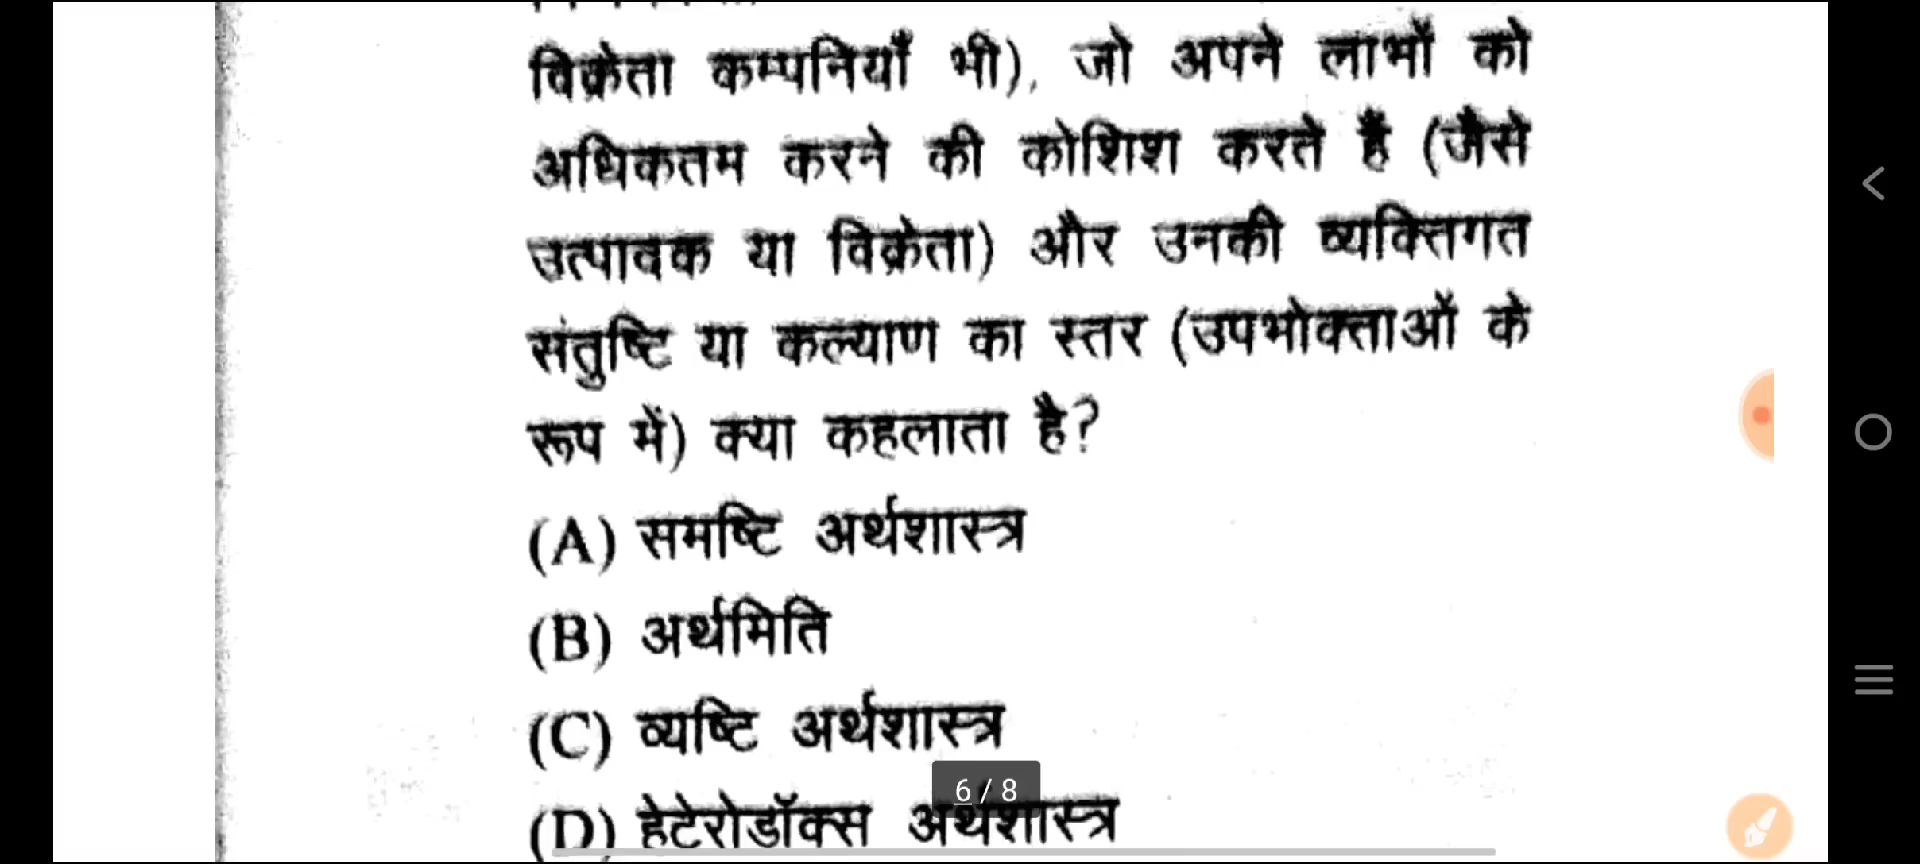 विक्रेता कम्पनियाँ भी), जो अपने लाभों को
अधिकतम करने की कोशिश करते हैं (जैसे
उत्पादक या विक्रेता) और उनकी व्यक्तिगत
संतुष्टि या कल्याण का स्तर (उपभोक्ताओं के
रूप में) क्या कहलाता है?
(A) समष्टि अर्थशास्त्र
(B) अर्थमिति
(C) व्यष्टि अर्थशास्त्र
6 / 8
(D) हेटेरोडॉक्स अर्थशास्त्र